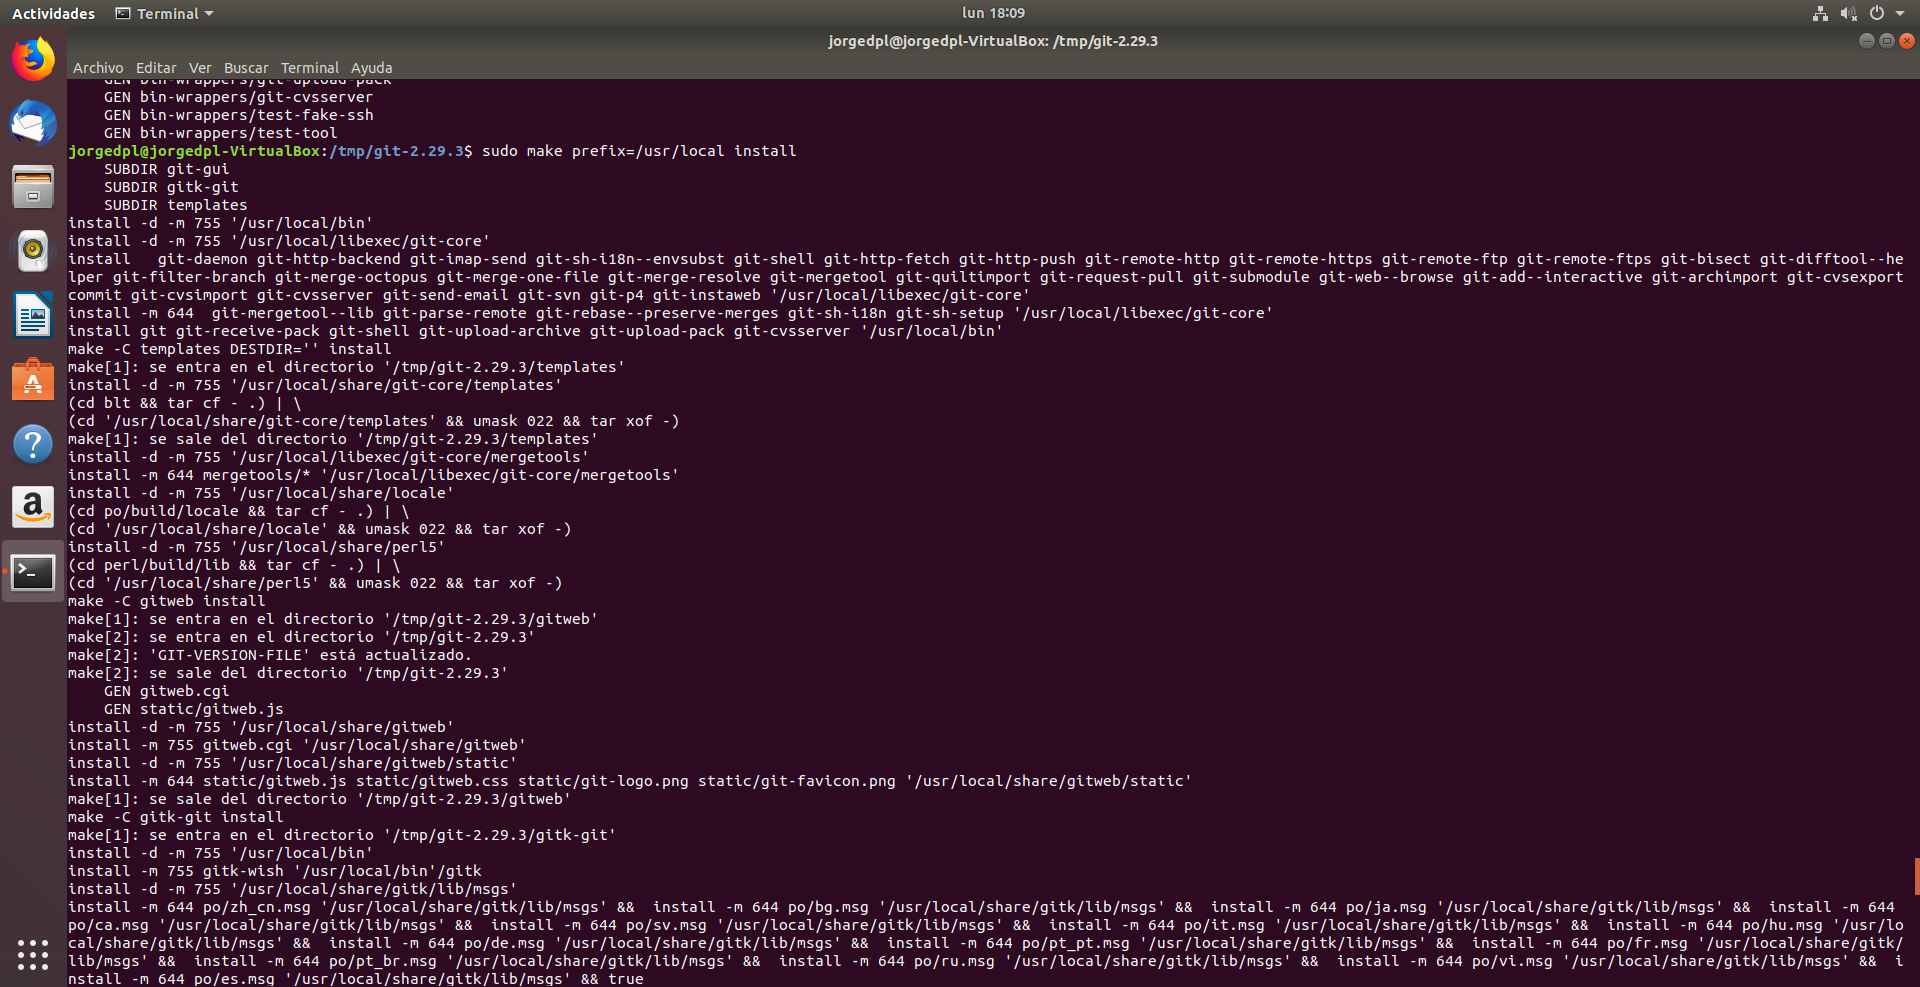 Actividades
Terminal
lun 18:09
jorgedpl@jorgedpl-VirtualBox: /tmp/git-2.29.3
Archivo Editar Ver Buscar Terminal Ayuda
GEN bin-wrappers/git-upload-pack
GEN bin-wrappers/git-cvsserver
GEN bin-wrappers/test-fake-ssh
GEN bin-wrappers/test-tool
jorgedpl@jorgedpl-VirtualBox:/tmp/git-2.29.3$ sudo make prefix=/usr/local install
SUBDIR git-gui
SUBDIR gitk-git
SUBDIR templates
install -d -m 755 '/usr/local/bin'
install -d -m 755 '/usr/local/libexec/git-core'
install   git-daemon git-http-backend git-imap-send git-sh-i18n--envsubst git-shell git-http-fetch git-http-push git-remote-http git-remote-https git-remote-ftp git-remote-ftps git-bisect git-difftool--he
lper git-filter-branch git-merge-octopus git-merge-one-file git-merge-resolve git-mergetool git-quiltimport git-request-pull git-submodule git-web--browse git-add--interactive git-archimport git-cvsexport
commit git-cvsimport git-cvsserver git-send-email git-svn git-p4 git-instaweb '/usr/local/libexec/git-core'
install -m 644  git-mergetool--lib git-parse-remote git-rebase--preserve-merges git-sh-i18n git-sh-setup '/usr/local/libexec/git-core'
install git git-receive-pack git-shell git-upload-archive git-upload-pack git-cvsserver '/usr/local/bin'
make -C templates DESTDIR='' install
make[1]: se entra en el directorio '/tmp/git-2.29.3/templates'
install -d -m 755 '/usr/local/share/git-core/templates'
(cd blt && tar cf - .) | \
(cd '/usr/local/share/git-core/templates' && umask 022 && tar xof -)
make[1]: se sale del directorio '/tmp/git-2.29.3/templates'
install -d -m 755 '/usr/local/libexec/git-core/mergetools'
install -m 644 mergetools/* '/usr/local/libexec/git-core/mergetools'
install -d -m 755 '/usr/local/share/locale'
(cd po/build/locale && tar cf - .) | \
(cd '/usr/local/share/locale' && umask 022 && tar xof -)
install -d -m 755 '/usr/local/share/perl5'
(cd perl/build/lib && tar cf - .) | \
(cd '/usr/local/share/perl5' && umask 022 && tar xof -)
make -C gitweb install
make[1]: se entra en el directorio '/tmp/git-2.29.3/gitweb'
make[2]: se entra en el directorio '/tmp/git-2.29.3'
make[2]: 'GIT-VERSION-FILE' está actualizado.
make[2]: se sale del directorio '/tmp/git-2.29.3'
GEN gitweb.cgi
GEN static/gitweb.js
install -d -m 755 '/usr/local/share/gitweb'
install -m 755 gitweb.cgi '/usr/local/share/gitweb'
install -d -m 755 '/usr/local/share/gitweb/static'
install -m 644 static/gitweb.js static/gitweb.css static/git-logo.png static/git-favicon.png '/usr/local/share/gitweb/static'
make[1]: se sale del directorio '/tmp/git-2.29.3/gitweb'
make -C gitk-git install
make[1]: se entra en el directorio '/tmp/git-2.29.3/gitk-git'
install -d -m 755 '/usr/local/bin'
install -m 755 gitk-wish '/usr/local/bin'/gitk
install -d -m 755 '/usr/local/share/gitk/lib/msgs'
install -m 644 po/zh_cn.msg '/usr/local/share/gitk/lib/msgs' &&  install -m 644 po/bg.msg '/usr/local/share/gitk/lib/msgs' &&  install -m 644 po/ja.msg '/usr/local/share/gitk/lib/msgs' &&  install -m 644
po/ca.msg '/usr/local/share/gitk/lib/msgs' &&  install -m 644 po/sv.msg '/usr/local/share/gitk/lib/msgs' &&  install -m 644 po/it.msg '/usr/local/share/gitk/lib/msgs' &&  install -m 644 po/hu.msg '/usr/lo
cal/share/gitk/lib/msgs' &&  install -m 644 po/de.msg '/usr/local/share/gitk/lib/msgs' &&  install -m 644 po/pt_pt.msg '/usr/local/share/gitk/lib/msgs' &&  install -m 644 po/fr.msg '/usr/local/share/gitk/
lib/msgs' &&  install -m 644 po/pt_br.msg '/usr/local/share/gitk/lib/msgs' &&  install -m 644 po/ru.msg '/usr/local/share/gitk/lib/msgs' &&  install -m 644 po/vi.msg '/usr/local/share/gitk/lib/msgs' &&  i
nstall -m 644 po/es.msg '/usr/local/share/gitk/lib/msgs' && true